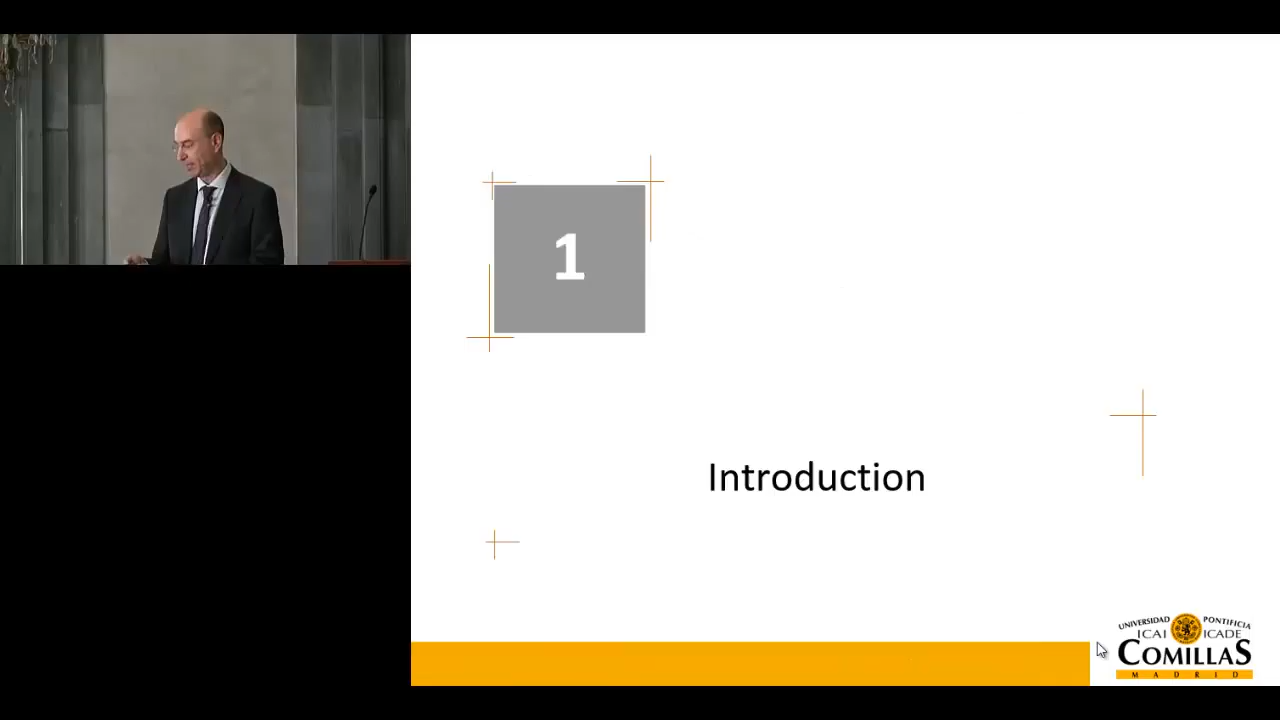 1
Introduction
UNIVERSIDAD PONTIFICIA
ICAI ICADE
COMILLAS
MADRID